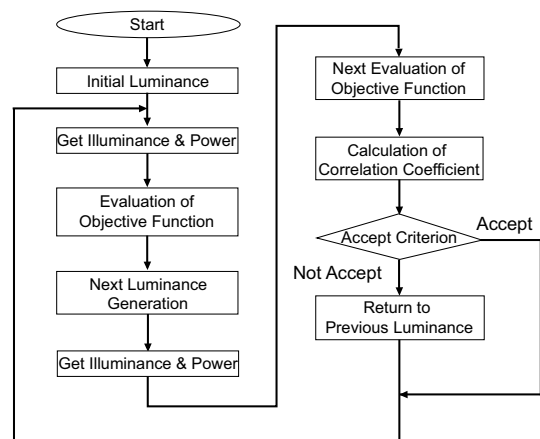 Start
Initial Luminance
Get Illuminance & Power
Evaluation of
Objective Function
Next Luminance
Generation
Get Illuminance & Power
Next Evaluation of
Objective Function
Calculation of
Correlation Coefficient
Accept Criterion
Accept
Not Accept
Return to
Previous Luminance